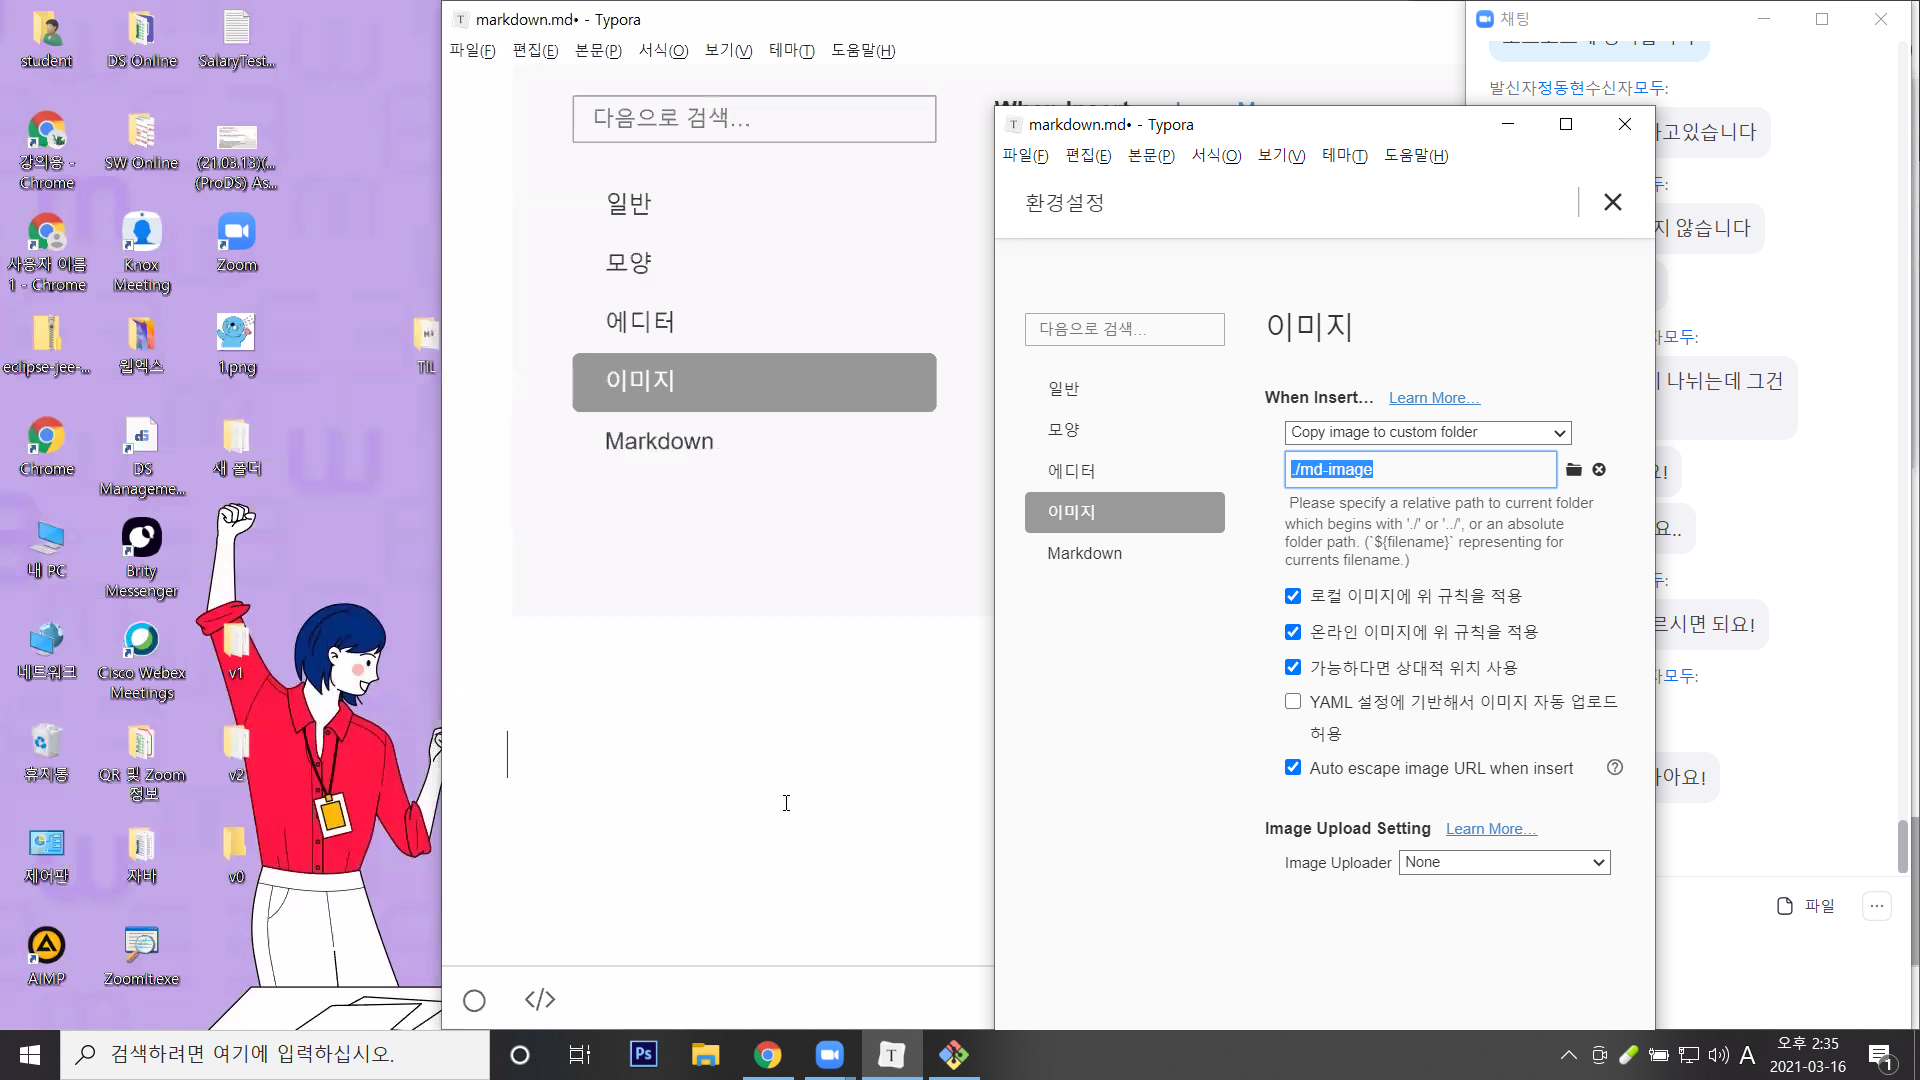 student
DS Online
SalaryTest...
강의용 -
Chrome
SW Online
(21.03.13)(...
(ProDS) As...
사용자 이름
1 - Chrome
Knox
Meeting
Zoom
eclipse-jee-...
웰엑스
1.png
TIL
Chrome
DS
Manageme...
새 폴더
내 PC
Brity
Messenger
네트워크
Cisco Webex
Meetings
v1
휴지통
QR 및 Zoom
정보
v2
제어판
자바
v0
AIMP
ZoomIt.exe
markdown.md• - Typora
파일(F) 편집(E) 본문(P) 서식(O) 보기(V) 테마(T) 도움말(H)
다음으로 검색...
일반
모양
에디터
이미지
Markdown
markdown.md• - Typora
파일(F) 편집(E) 본문(P) 서식(O) 보기(V) 테마(T) 도움말(H)
환경설정
다음으로 검색...
일반
모양
에디터
이미지
Markdown
이미지
When Insert... Learn More...
Copy image to custom folder
./md-image
Please specify a relative path to current folder
which begins with './' or '../', or an absolute
folder path. (`${filename}` representing for
currents filename.)
로컬 이미지에 위 규칙을 적용
온라인 이미지에 위 규칙을 적용
가능하다면 상대적 위치 사용
YAML 설정에 기반해서 이미지 자동 업로드
허용
Auto escape image URL when insert
Image Upload Setting Learn More...
Image Uploader None
채팅
발신자정동현수신자모두:
고있습니다
지 않습니다
모두:
나뉘는데 그건
요..
르시면 되요!
모두:
아요!
파일
검색하려면 여기에 입력하십시오.
Ps
T
A
오후 2:35
2021-03-16
1